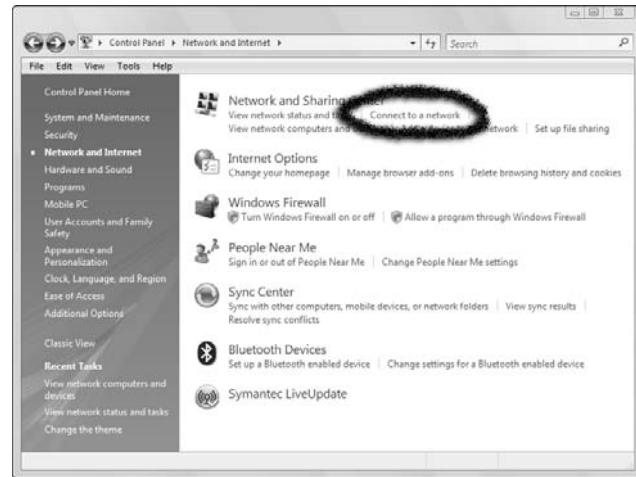 Control Panel ▸ Network and Internet ▸
Search
File Edit View Tools Help
Control Panel Home
System and Maintenance
Security
Network and Internet
Hardware and Sound
Programs
Mobile PC
User Accounts and Family
Safety
Appearance and
Personalization
Clock, Language, and Region
Ease of Access
Additional Options
Classic View
Recent Tasks
View network computers and
devices
View network status and tasks
Change the theme
Network and Sharing
View network status and Connect to a network
View network computers and network Set up file sharing
Internet Options
Change your homepage Manage browser add-ons Delete browsing history and cookies
Windows Firewall
Turn Windows Firewall on or off Allow a program through Windows Firewall
People Near Me
Sign in or out of People Near Me Change People Near Me settings
Sync Center
Sync with other computers, mobile devices, or network folders View sync results
Resolve sync conflicts
Bluetooth Devices
Set up a Bluetooth enabled device Change settings for a Bluetooth enabled device
Symantec LiveUpdate